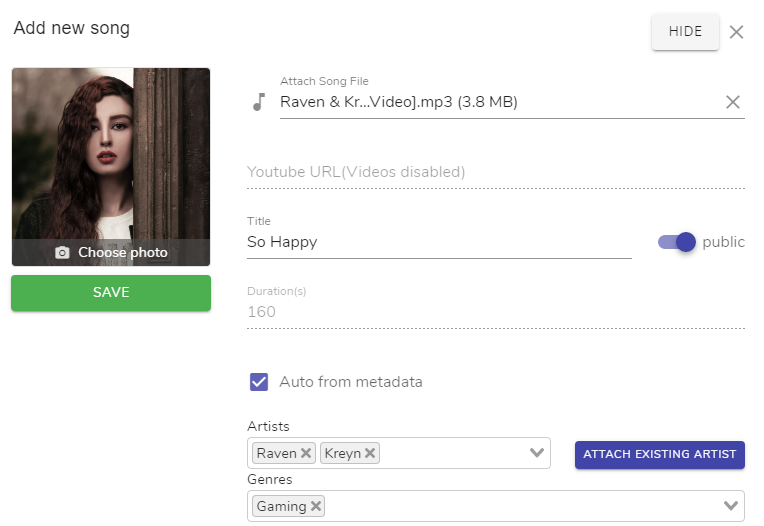 Add new song
HIDE
Attach Song File
Raven & Kr...Video].mp3 (3.8 MB)
Youtube URL(Videos disabled)
Choose photo
Title
So Happy
public
SAVE
Duration(s)
160
Auto from metadata
Artists
Raven
Kreyn
ATTACH EXISTING ARTIST
Genres
Gaming